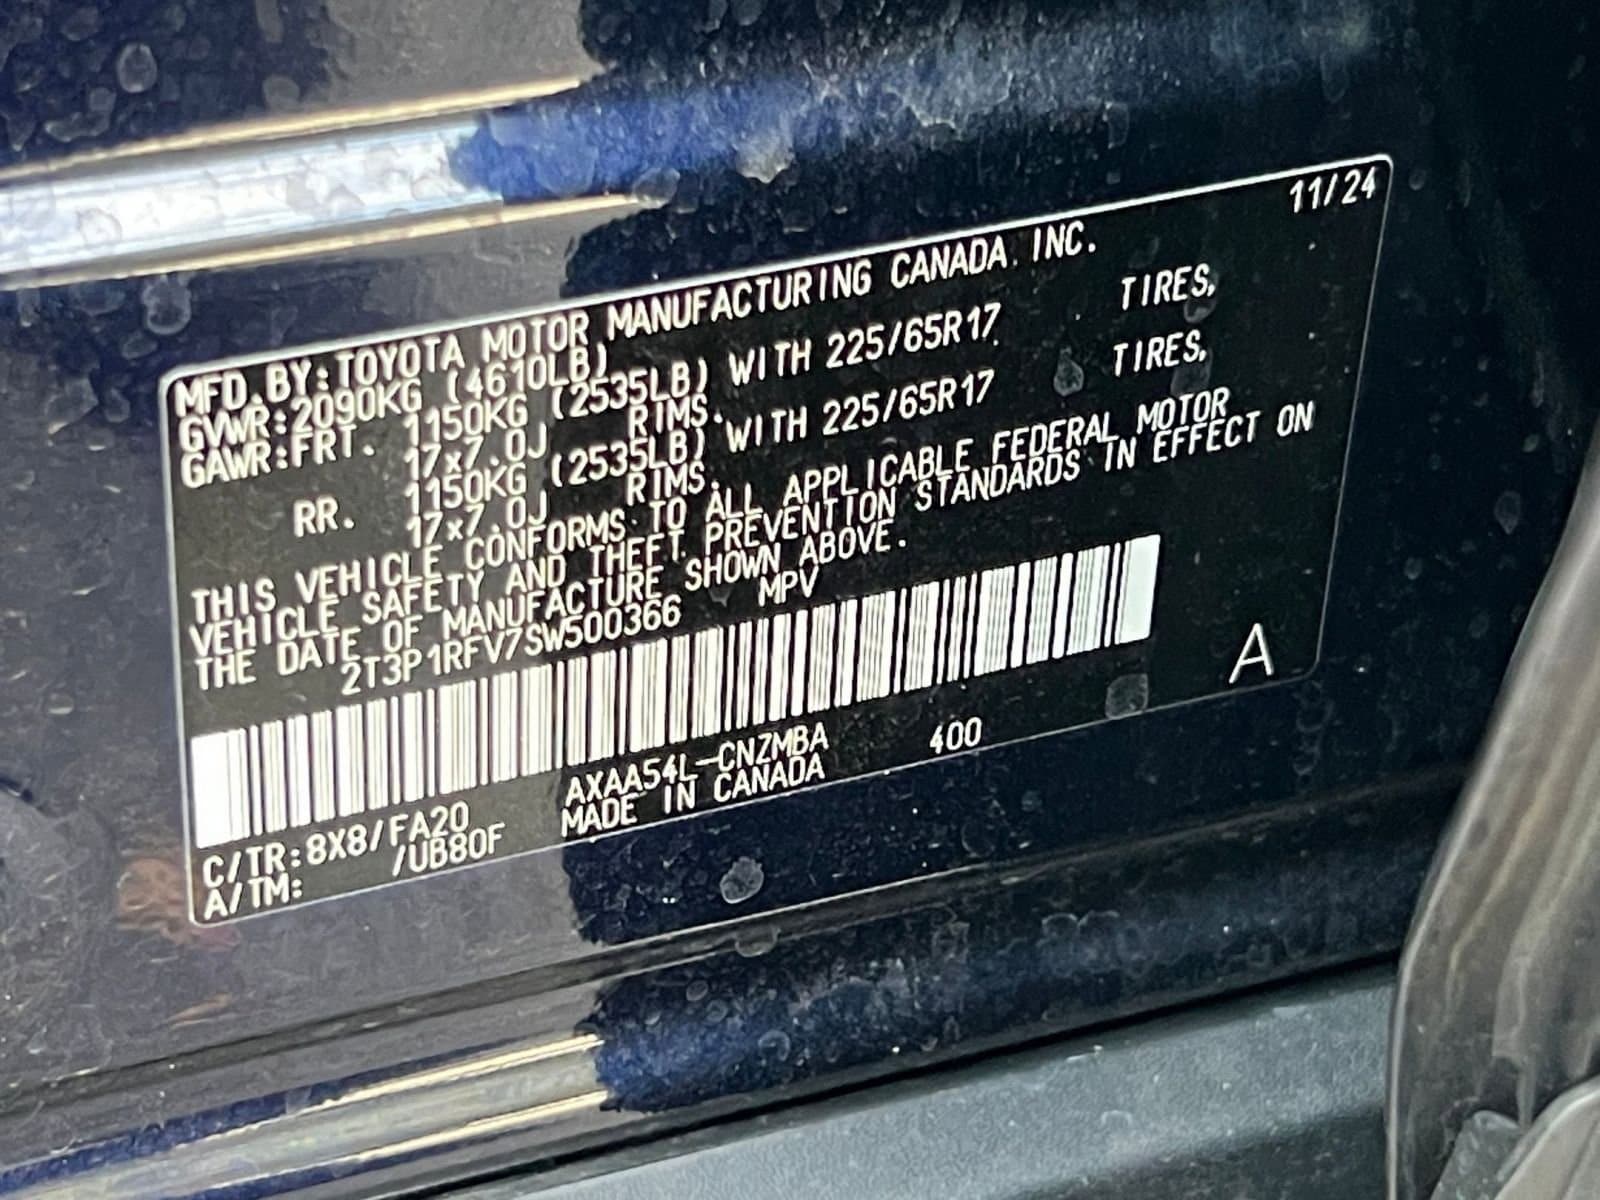 11/24
MFD.BY:TOYOTA MOTOR MANUFACTURING CANADA INC.
GVWR:2090KG (4610LB)
GAWR:FRT. 1150KG (2535LB) WITH 225/65R17 TIRES,
17x7.0J RIMS.
RR. 1150KG (2535LB) WITH 225/65R17 TIRES,
17x7.0J RIMS.
THIS VEHICLE CONFORMS TO ALL APPLICABLE FEDERAL MOTOR
VEHICLE SAFETY AND THEFT PREVENTION STANDARDS IN EFFECT ON
THE DATE OF MANUFACTURE SHOWN ABOVE.
2T3P1RFV7SW500366 MPV
A
AXAA54L-CNZMBA 400
MADE IN CANADA
C/TR:8X8/FA20
A/TM: /UB80F